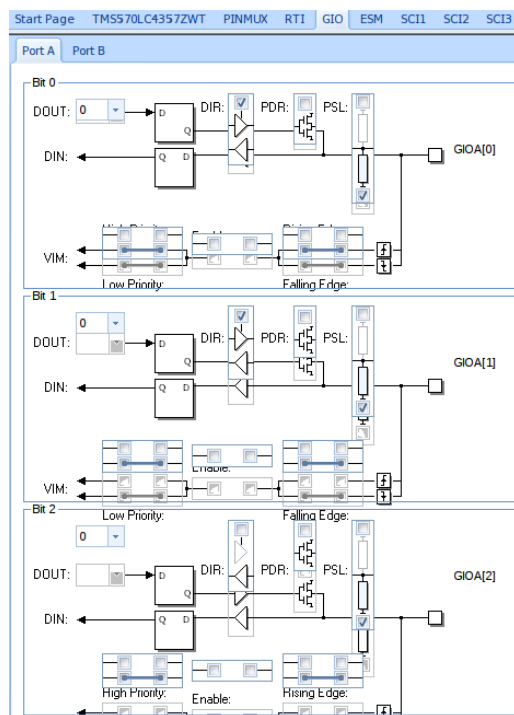 Start Page TMS570LC4357ZWT PINMUX RTI GIO ESM SCI1 SCI2 SCI3
Port A Port B
Bit 0
DOUT: 0 D Q DIR: PDR: PSL:
DIN: Q D GIOA[0]
VIM:
Low Priority: Falling Edge:
Bit 1
0
DOUT: D Q DIR: PDR: PSL:
GIOA[1]
DIN: Q D
Enable:
VIM:
Low Priority: Falling Edge:
Bit 2
0
DOUT: D Q DIR: PDR: PSL: GIOA[2]
DIN: Q D
High Priority: Enable: Rising Edge: